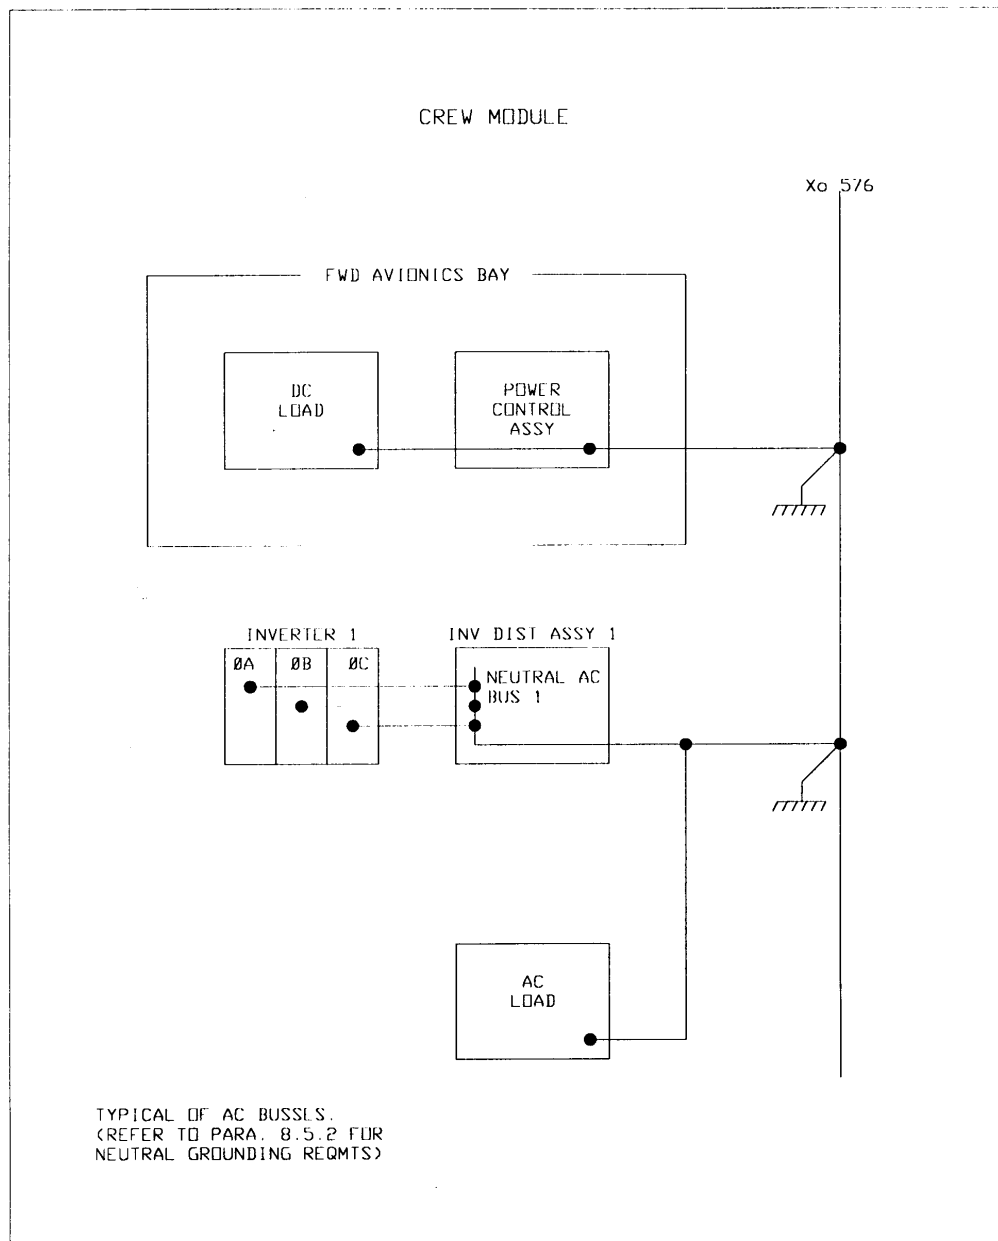 CREW MODULE
Xo 576
FWD AVIONICS BAY
DC
LOAD
POWER
CONTROL
ASSY
INVERTER 1
INV DIST ASSY 1
ØA ØB ØC
NEUTRAL AC
BUS 1
AC
LOAD
TYPICAL OF AC BUSSES.
(REFER TO PARA. 8.5.2 FOR
NEUTRAL GROUNDING REQMTS)